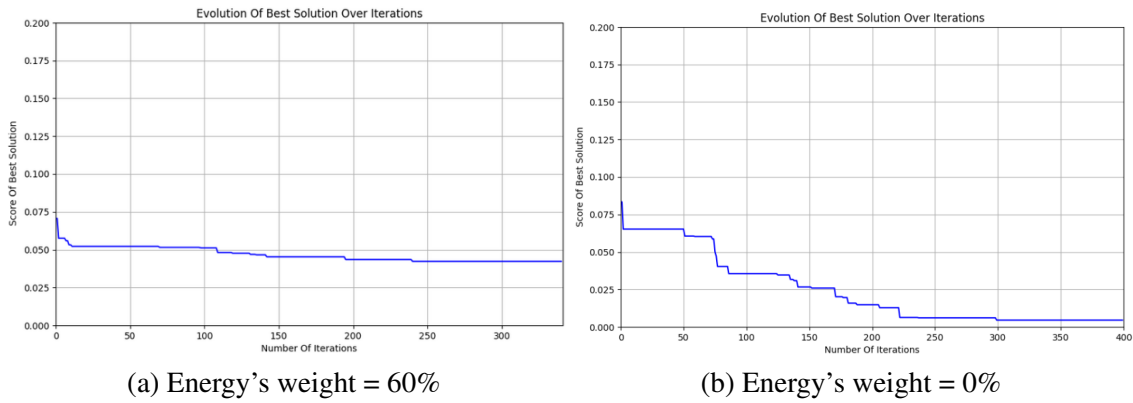 Evolution Of Best Solution Over Iterations
0.200
0.175
0.150
0.125
0.100
0.075
0.050
0.025
0.000
Score Of Best Solution
0 50 100 150 200 250 300
Number Of Iterations
(a) Energy's weight = 60%
Evolution Of Best Solution Over Iterations
0.200
0.175
0.150
0.125
0.100
0.075
0.050
0.025
0.000
Score Of Best Solution
0 50 100 150 200 250 300 350 400
Number Of Iterations
(b) Energy's weight = 0%